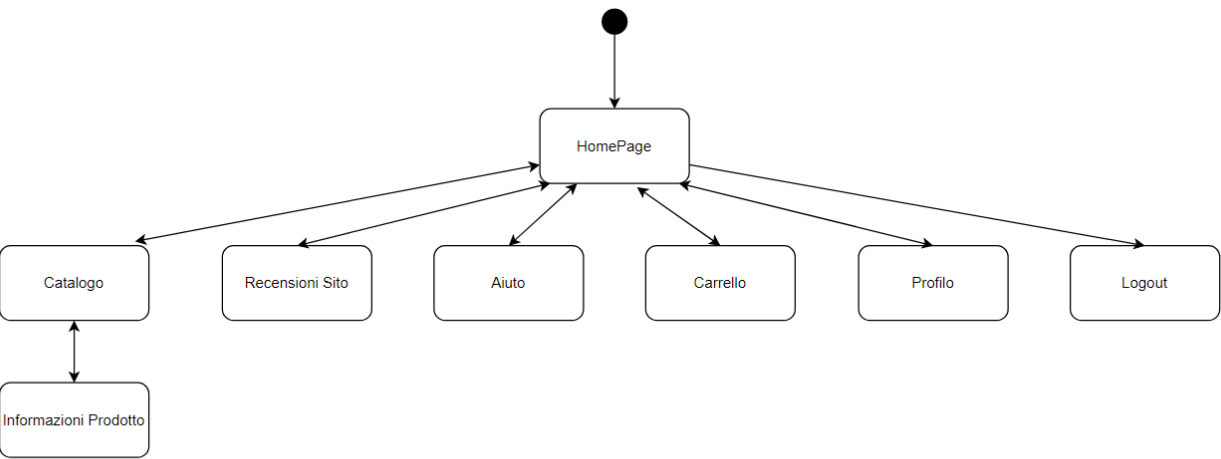 HomePage
Catalogo
Recensioni Sito
Aiuto
Carrello
Profilo
Logout
Informazioni Prodotto